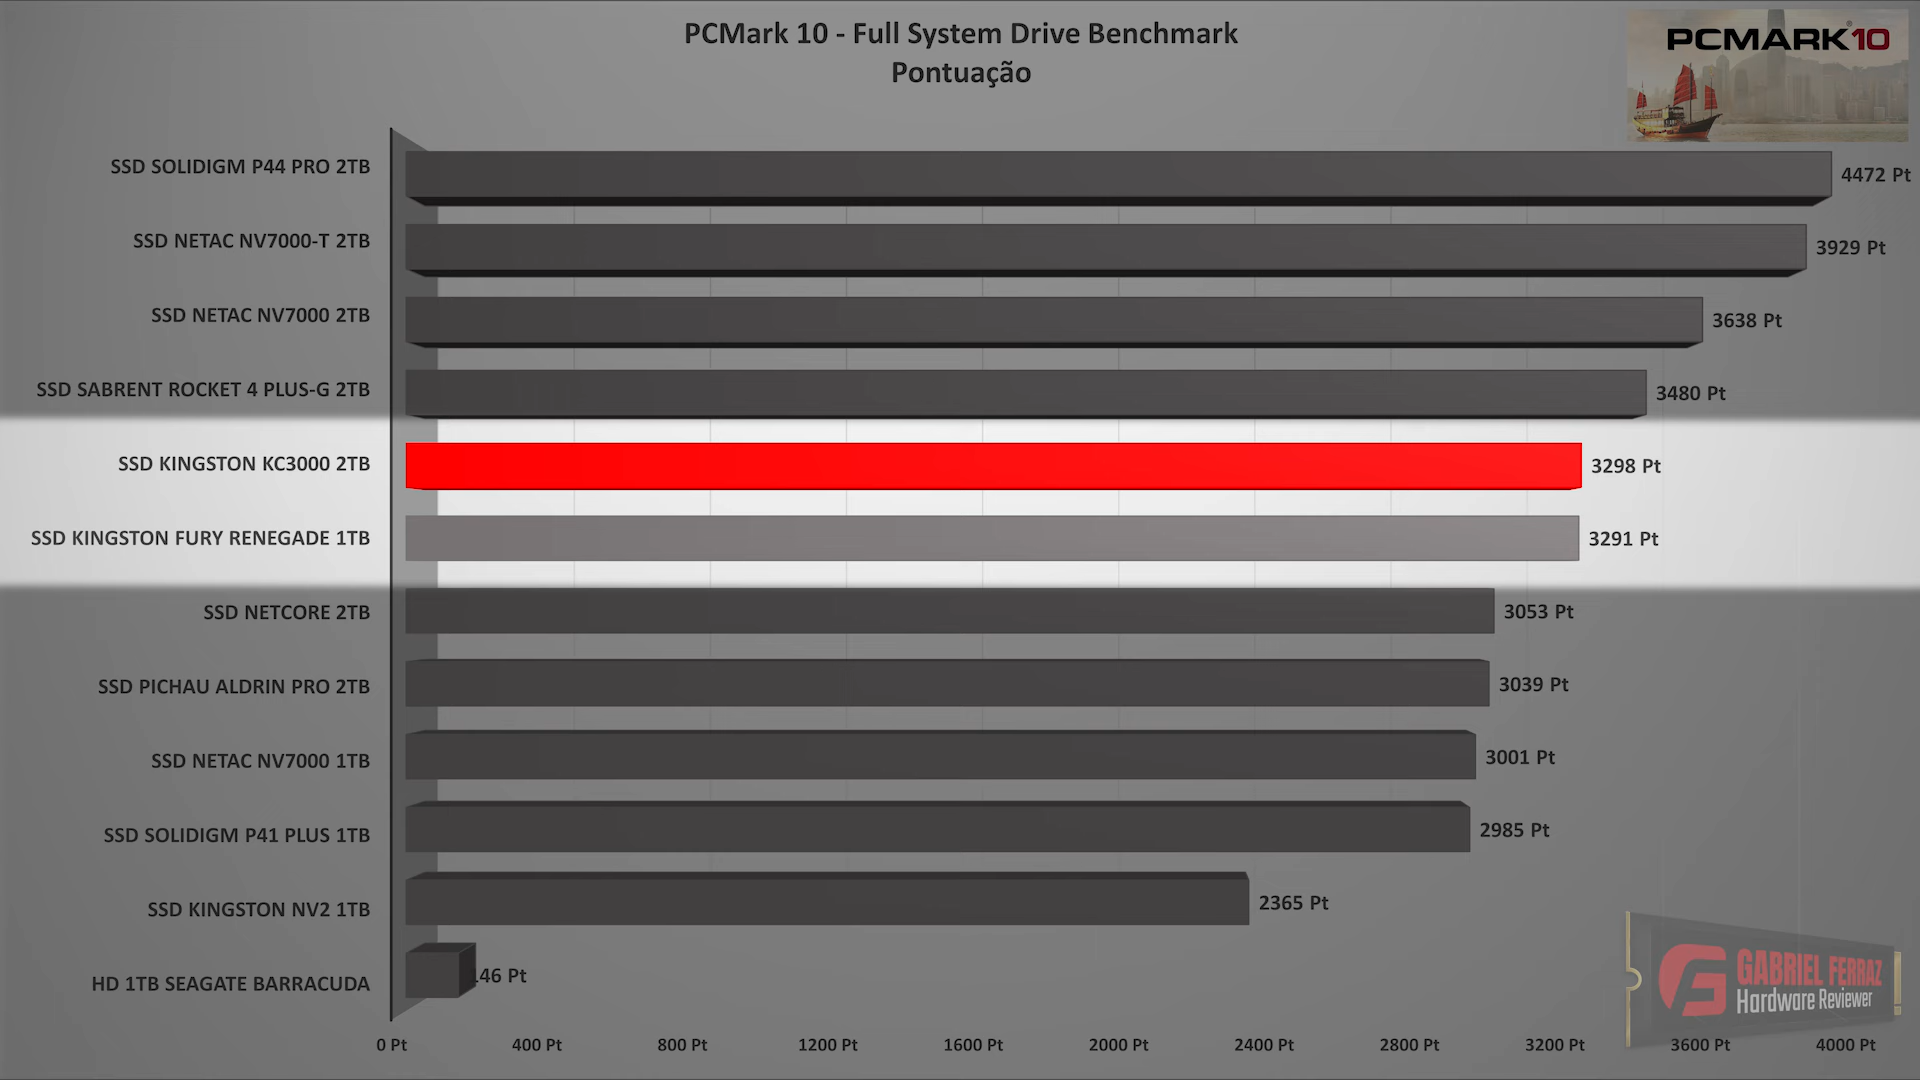 PCMark 10 - Full System Drive Benchmark
Pontuação
PCMARK 10
SSD SOLIDIGM P44 PRO 2TB
4472 Pt
SSD NETAC NV7000-T 2TB
3929 Pt
SSD NETAC NV7000 2TB
3638 Pt
SSD SABRENT ROCKET 4 PLUS-G 2TB
3480 Pt
SSD KINGSTON KC3000 2TB
3298 Pt
SSD KINGSTON FURY RENEGADE 1TB
3291 Pt
SSD NETCORE 2TB
3053 Pt
SSD PICHAU ALDRIN PRO 2TB
3039 Pt
SSD NETAC NV7000 1TB
3001 Pt
SSD SOLIDIGM P41 PLUS 1TB
2985 Pt
SSD KINGSTON NV2 1TB
2365 Pt
HD 1TB SEAGATE BARRACUDA
Pt
GABRIEL FERRAZ
Hardware Reviewer
0 Pt 400 Pt 800 Pt 1200 Pt 1600 Pt 2000 Pt 2400 Pt 2800 Pt 3200 Pt 3600 Pt 4000 Pt